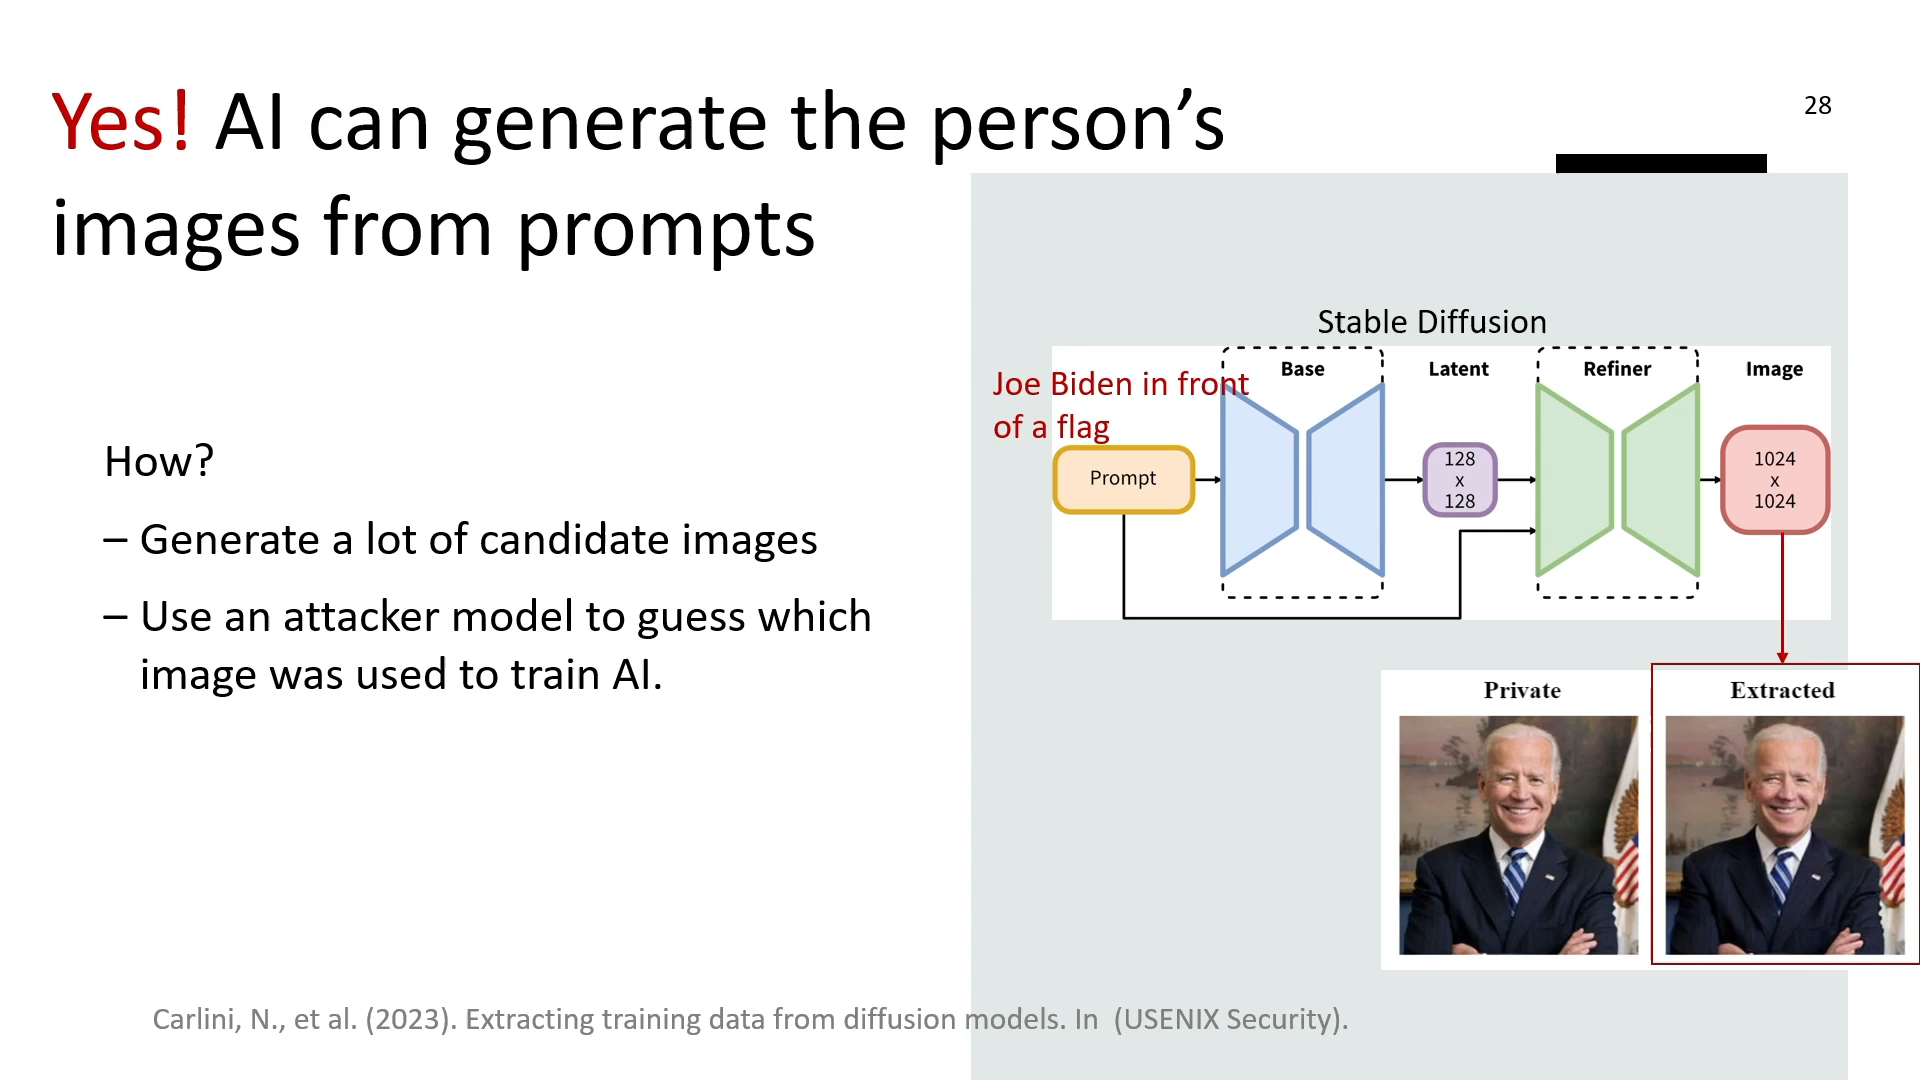 Yes! AI can generate the person’s
images from prompts
28
How?
– Generate a lot of candidate images
– Use an attacker model to guess which
image was used to train AI.
Stable Diffusion
Joe Biden in front
of a flag
Base
Latent
Refiner
Image
Prompt
128
x
128
1024
x
1024
Private
Extracted
Carlini, N., et al. (2023). Extracting training data from diffusion models. In  (USENIX Security).